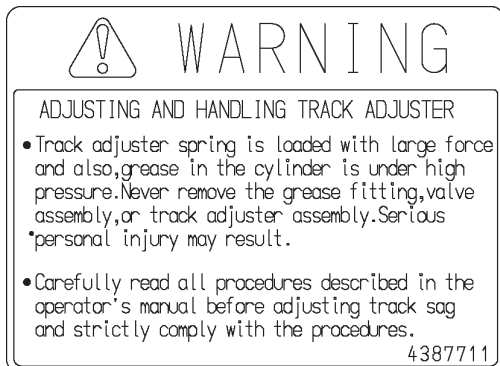 WARNING
ADJUSTING AND HANDLING TRACK ADJUSTER
• Track adjuster spring is loaded with large force
and also,grease in the cylinder is under high
pressure.Never remove the grease fitting,valve
assembly,or track adjuster assembly.Serious
•personal injury may result.
• Carefully read all procedures described in the
operator's manual before adjusting track sag
and strictly comply with the procedures.
4387711